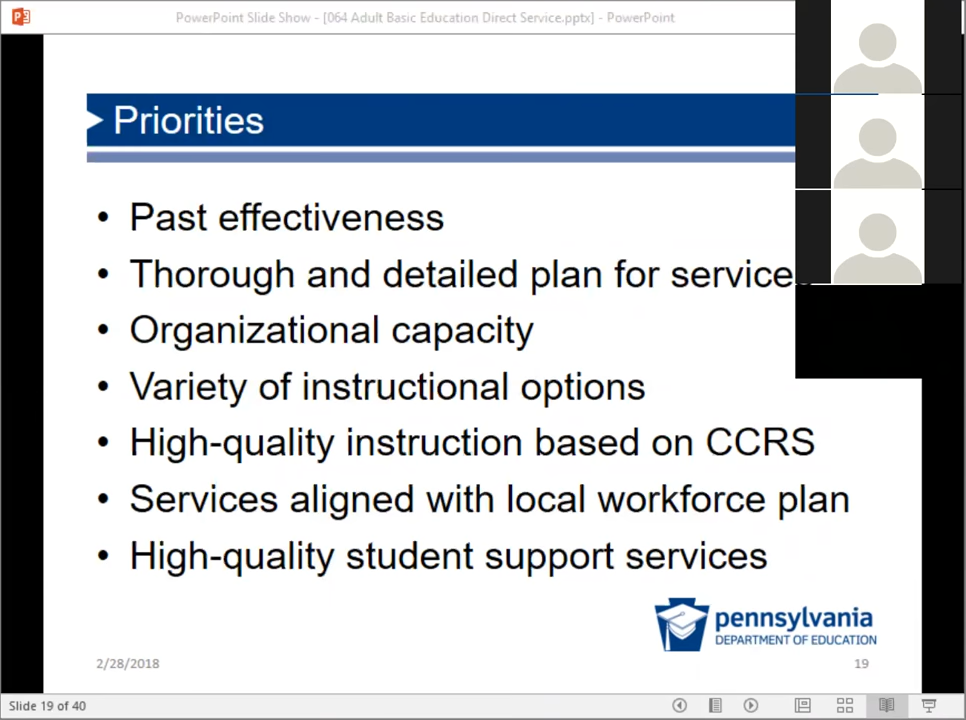 PowerPoint Slide Show - [064 Adult Basic Education Direct Service.pptx] - PowerPoint
Priorities
• Past effectiveness
• Thorough and detailed plan for services
• Organizational capacity
• Variety of instructional options
• High-quality instruction based on CCRS
• Services aligned with local workforce plan
• High-quality student support services
pennsylvania
DEPARTMENT OF EDUCATION
2/28/2018
19
Slide 19 of 40